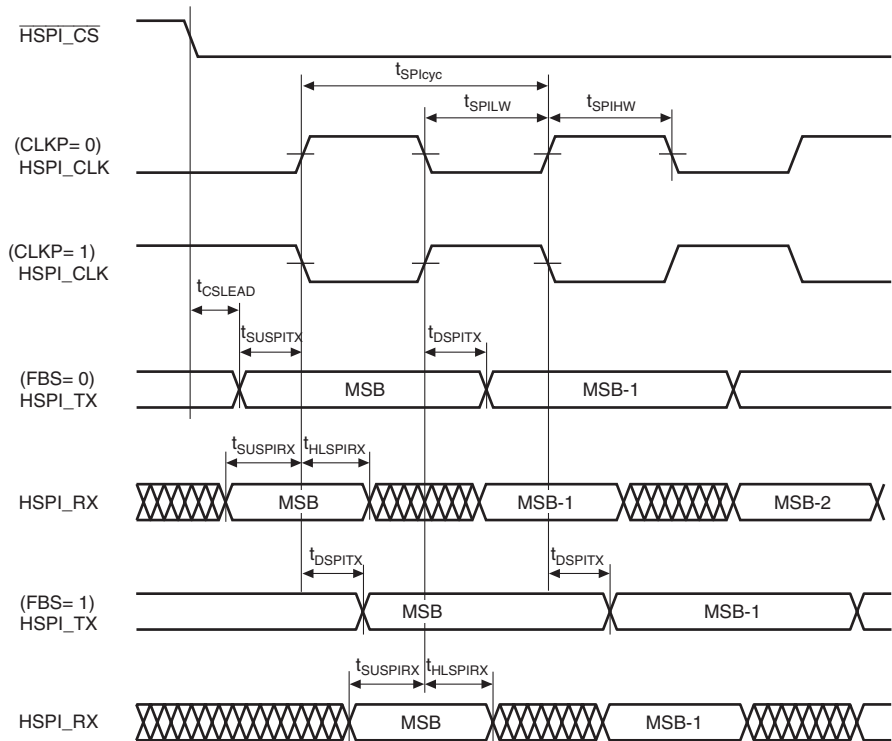 HSPI_CS
tSPIcyc
tSPILW
tSPIHW
(CLKP= 0)
HSPI_CLK
(CLKP= 1)
HSPI_CLK
tCSLEAD
tSUSPITX
tDSPITX
(FBS= 0)
HSPI_TX
MSB
MSB-1
tSUSPIRX
tHLSPIRX
HSPI_RX
MSB
MSB-1
MSB-2
tDSPITX
tDSPITX
(FBS= 1)
HSPI_TX
MSB
MSB-1
tSUSPIRX
tHLSPIRX
HSPI_RX
MSB
MSB-1